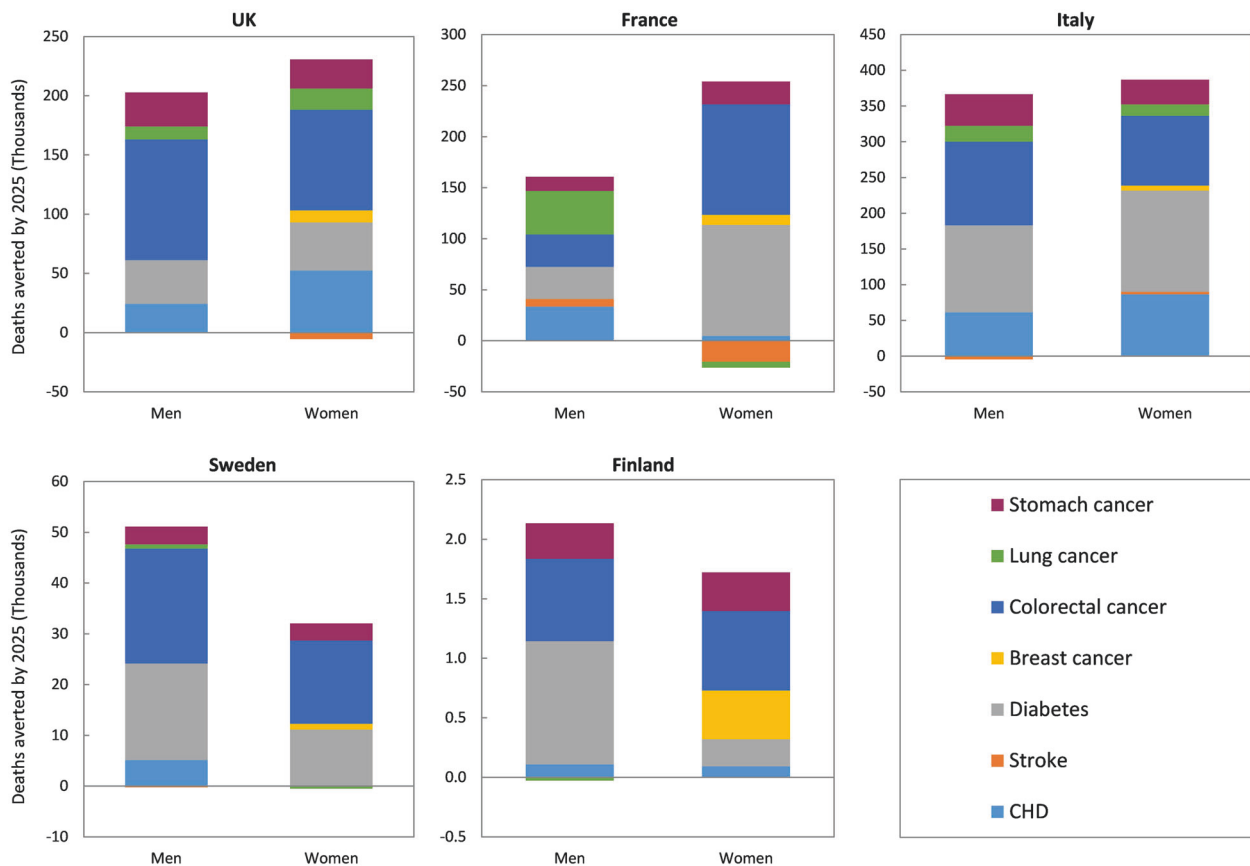 UK
Deaths averted by 2025 (Thousands)
250
200
150
100
50
0
-50
Men
Women
France
300
250
200
150
100
50
0
-50
Men
Women
Italy
450
400
350
300
250
200
150
100
50
0
-50
Men
Women
Sweden
Deaths averted by 2025 (Thousands)
60
50
40
30
20
10
0
-10
Men
Women
Finland
2.5
2.0
1.5
1.0
0.5
0.0
-0.5
Men
Women
Stomach cancer
Lung cancer
Colorectal cancer
Breast cancer
Diabetes
Stroke
CHD